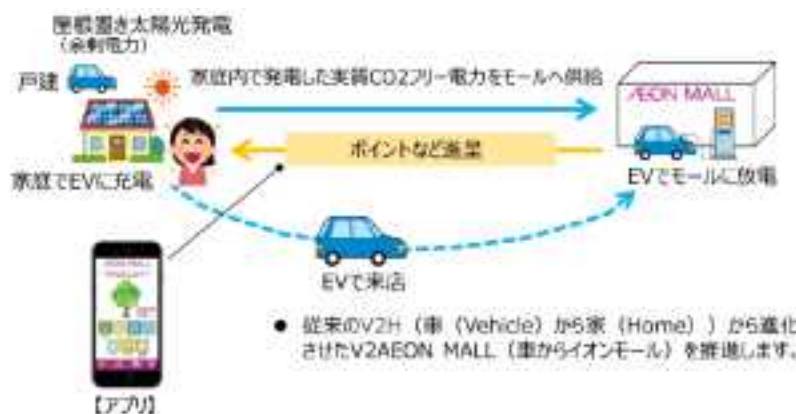 屋根置き太陽光発電
(余剰電力)
戸建
家庭内で発電した実質CO2フリー電力をモールへ供給
ÆON MALL
ポイントなど進呈
家庭でEVに充電
EVでモールに放電
EVで来店
● 従来のV2H（車（Vehicle）から家（Home））から進化
させたV2AEON MALL（車からイオンモール）を推進します。
【アプリ】